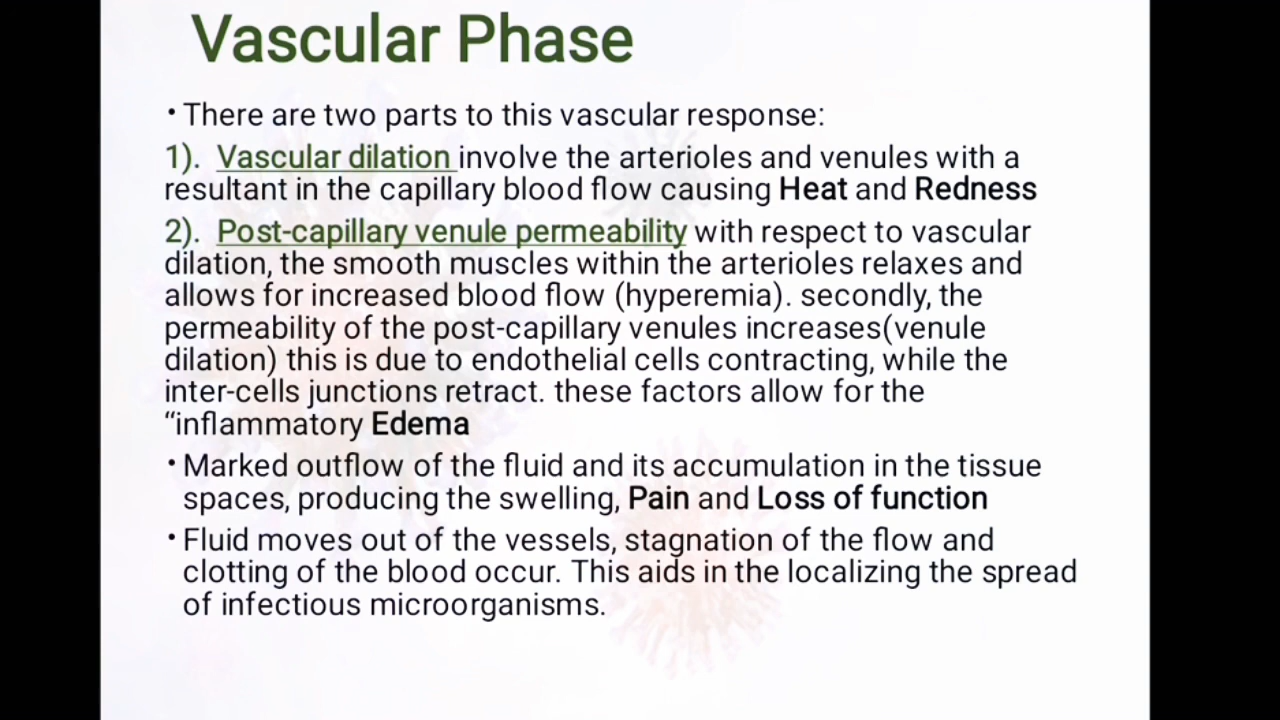 Vascular Phase
• There are two parts to this vascular response:
1). Vascular dilation involve the arterioles and venules with a
resultant in the capillary blood flow causing Heat and Redness
2). Post-capillary venule permeability with respect to vascular
dilation, the smooth muscles within the arterioles relaxes and
allows for increased blood flow (hyperemia). secondly, the
permeability of the post-capillary venules increases(venule
dilation) this is due to endothelial cells contracting, while the
inter-cells junctions retract. these factors allow for the
“inflammatory Edema
• Marked outflow of the fluid and its accumulation in the tissue
spaces, producing the swelling, Pain and Loss of function
• Fluid moves out of the vessels, stagnation of the flow and
clotting of the blood occur. This aids in the localizing the spread
of infectious microorganisms.